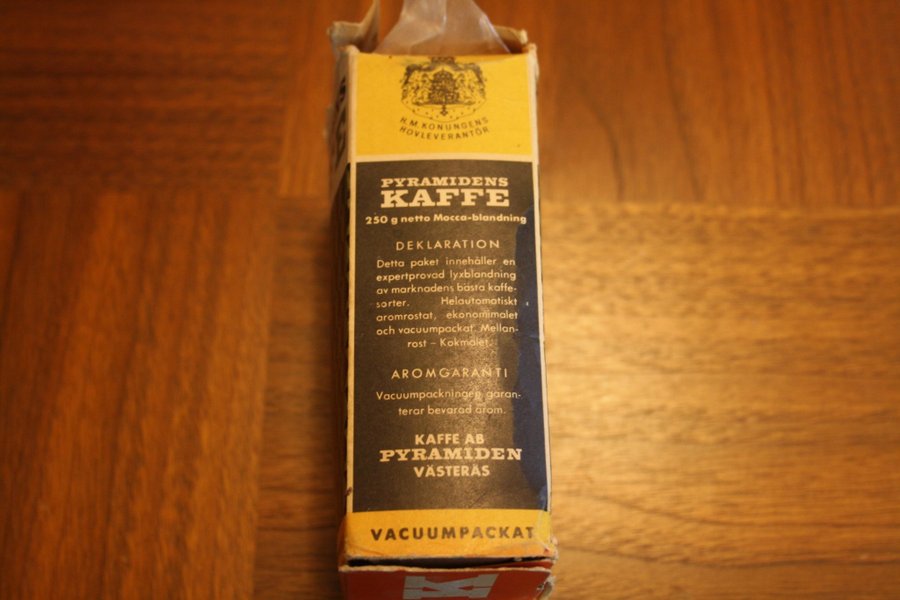 H.M. KONUNGENS
HOVLEVERANTÖR
PYRAMIDENS
KAFFE
250 g netto Mocca-blandning
DEKLARATION
Detta paket innehåller en
expertprovad lyxblandning
av marknadens bästa kaffe-
sorter. Helautomatiskt
aromrostat, ekonomimalet
och vacuumpackat. Mellan-
rost – Kokmalet.
AROMGARANTI
Vacuumpackningen garan-
terar bevarad arom.
KAFFE AB
PYRAMIDEN
VÄSTERÅS
VACUUMPACKAT